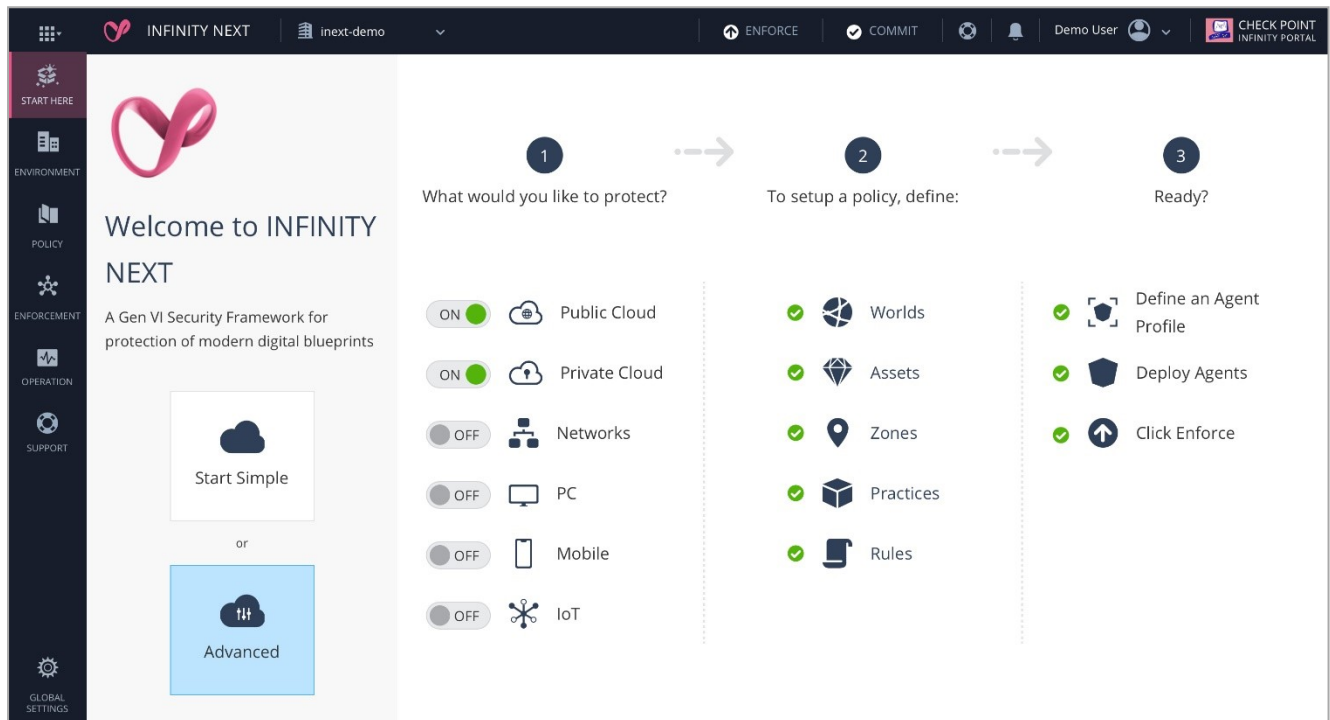 INFINITY NEXT
inext-demo
ENFORCE
COMMIT
Demo User
CHECK POINT
INFINITY PORTAL
START HERE
ENVIRONMENT
POLICY
ENFORCEMENT
OPERATION
SUPPORT
GLOBAL
SETTINGS
Welcome to INFINITY
NEXT
A Gen VI Security Framework for
protection of modern digital blueprints
Start Simple
or
Advanced
1
What would you like to protect?
ON Public Cloud
ON Private Cloud
OFF Networks
OFF PC
OFF Mobile
OFF IoT
2
To setup a policy, define:
Worlds
Assets
Zones
Practices
Rules
3
Ready?
Define an Agent
Profile
Deploy Agents
Click Enforce